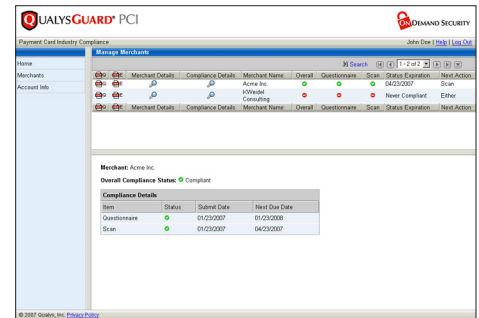 QUALYSGUARD® PCI
ON DEMAND SECURITY
Payment Card Industry Compliance
John Doe | Help | Log Out
Manage Merchants
Home
Merchants
Account Info
Search 1 - 2 of 2
Merchant Details Compliance Details Merchant Name Overall Questionnaire Scan Status Expiration Next Action
Acme Inc. 04/23/2007 Scan
KWeidel Consulting Never Compliant Either
Merchant Details Compliance Details Merchant Name Overall Questionnaire Scan Status Expiration Next Action
Merchant: Acme Inc.
Overall Compliance Status: Compliant
Compliance Details
Item Status Submit Date Next Due Date
Questionnaire 01/23/2007 01/23/2008
Scan 01/23/2007 04/23/2007
© 2007 Qualys, Inc. Privacy Policy